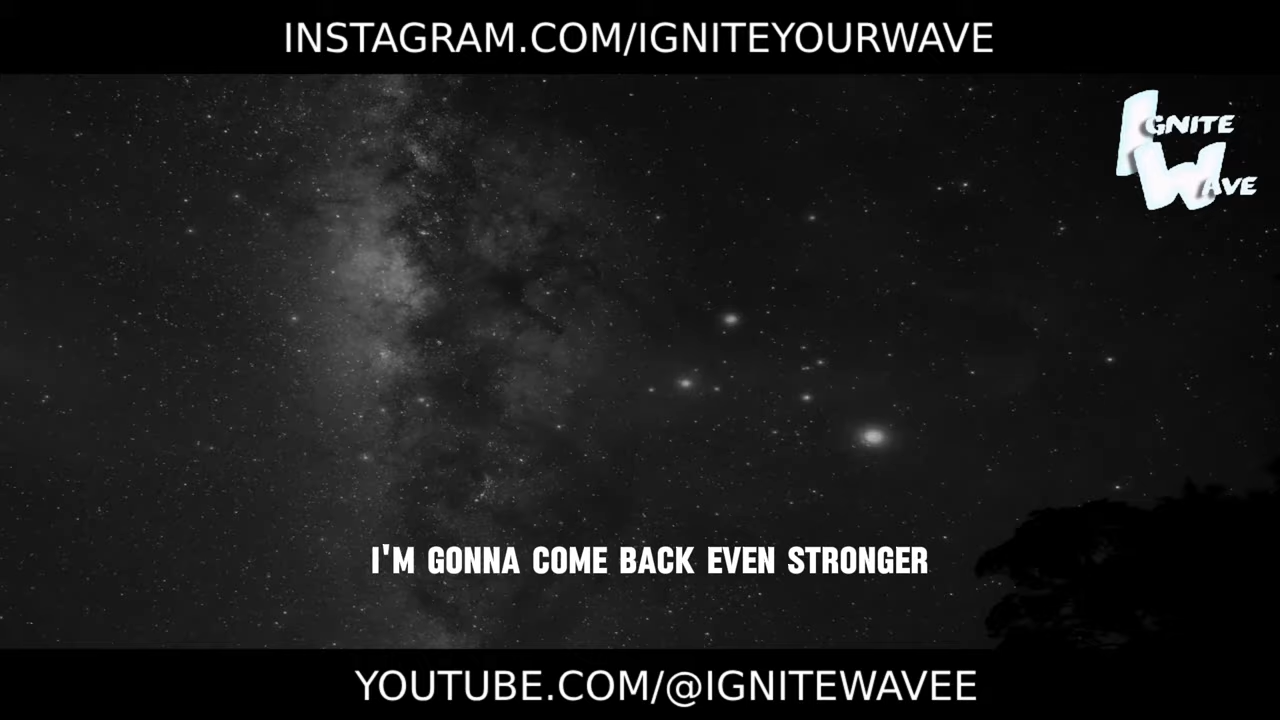 INSTAGRAM.COM/IGNITEYOURWAVE
IGNITE
WAVE
I'M GONNA COME BACK EVEN STRONGER
YOUTUBE.COM/@IGNITEWAVEE